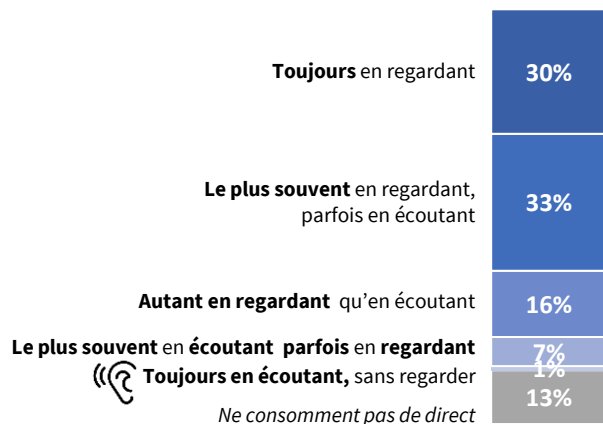 Toujours en regardant
30%
Le plus souvent en regardant,
parfois en écoutant
33%
Autant en regardant qu'en écoutant
16%
Le plus souvent en écoutant parfois en regardant
7%
Toujours en écoutant, sans regarder
1%
Ne consomment pas de direct
13%